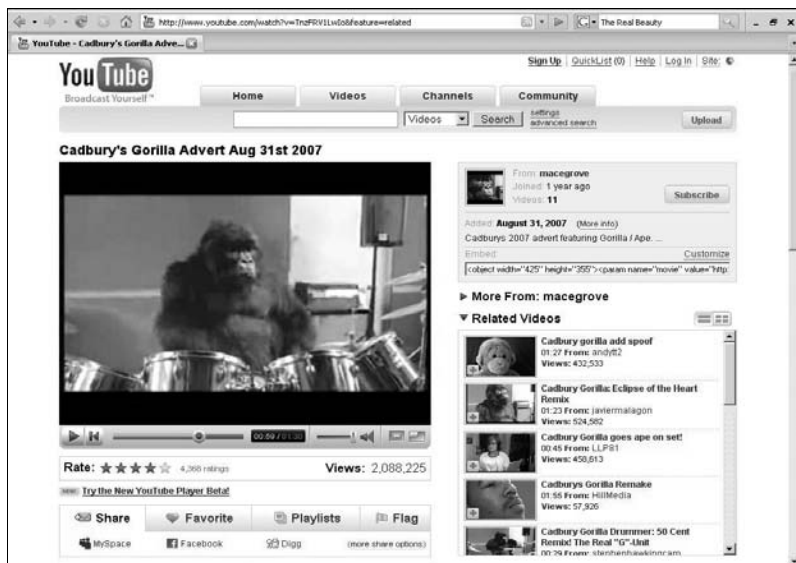 http://www.youtube.com/watch?v=TnzFRV1LwIo&feature=related
The Real Beauty
YouTube - Cadbury's Gorilla Adve...
You Tube
Broadcast Yourself™
Sign Up | QuickList (0) | Help | Log In | Site:
Home Videos Channels Community
Videos Search settings
advanced search
Upload
Cadbury's Gorilla Advert Aug 31st 2007
From: macegrove
Joined: 1 year ago
Videos: 11
Subscribe
Added: August 31, 2007 (More info)
Cadburys 2007 advert featuring Gorilla / Ape. ...
Embed: Customize
<object width="425" height="355"><param name="movie" value="http:
More From: macegrove
Related Videos
Cadbury gorilla add spoof
01:27 From: andytt2
Views: 432,533
Cadbury Gorilla: Eclipse of the Heart
Remix
01:23 From: javiermalagon
Views: 524,582
Cadbury Gorilla goes ape on set!
00:45 From: LLP81
Views: 458,613
Cadburys Gorilla Remake
01:55 From: HillMedia
Views: 57,926
Cadbury Gorilla Drummer: 50 Cent
Remix! The Real "G"-Unit
00:29 From: stephenhawkingcam
00:59 / 01:30
Rate: 4,366 ratings
Views: 2,088,225
Try the New YouTube Player Beta!
Share Favorite Playlists Flag
MySpace Facebook Digg (more share options)